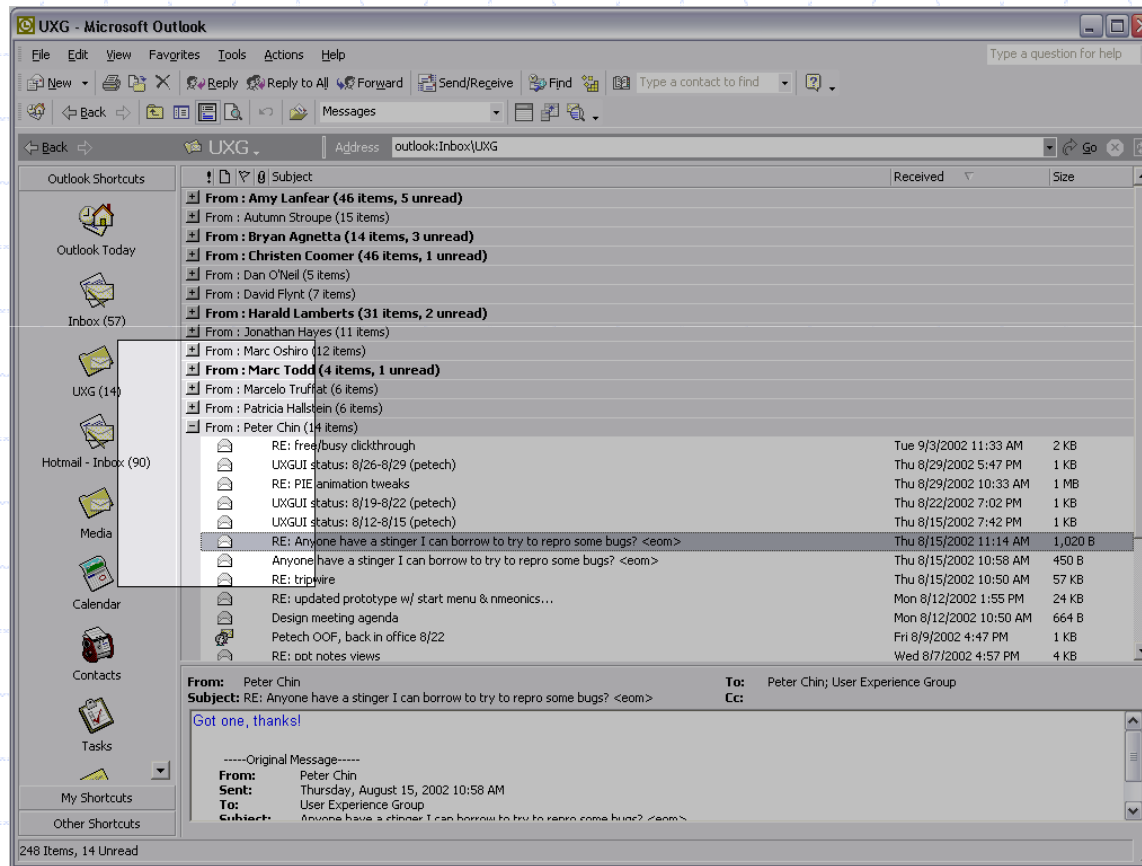 UXG - Microsoft Outlook
File Edit View Favorites Tools Actions Help Type a question for help
New Reply Reply to All Forward Send/Receive Find Type a contact to find
Back Messages
Back UXG Address outlook:Inbox\UXG Go
Outlook Shortcuts
Outlook Today
Inbox (57)
UXG (14)
Hotmail - Inbox (90)
Media
Calendar
Contacts
Tasks
My Shortcuts
Other Shortcuts
Subject Received Size
From : Amy Lanfear (46 items, 5 unread)
From : Autumn Stroupe (15 items)
From : Bryan Agnetta (14 items, 3 unread)
From : Christen Coomer (46 items, 1 unread)
From : Dan O'Neil (5 items)
From : David Flynt (7 items)
From : Harald Lamberts (31 items, 2 unread)
From : Jonathan Hayes (11 items)
From : Marc Oshiro (12 items)
From : Marc Todd (4 items, 1 unread)
From : Marcelo Truffat (6 items)
From : Patricia Hallstein (6 items)
From : Peter Chin (14 items)
RE: free/busy clickthrough Tue 9/3/2002 11:33 AM 2 KB
UXGUI status: 8/26-8/29 (petech) Thu 8/29/2002 5:47 PM 1 KB
RE: PIE animation tweaks Thu 8/29/2002 10:33 AM 1 MB
UXGUI status: 8/19-8/22 (petech) Thu 8/22/2002 7:02 PM 1 KB
UXGUI status: 8/12-8/15 (petech) Thu 8/15/2002 7:42 PM 1 KB
RE: Anyone have a stinger I can borrow to try to repro some bugs? <eom> Thu 8/15/2002 11:14 AM 1,020 B
Anyone have a stinger I can borrow to try to repro some bugs? <eom> Thu 8/15/2002 10:58 AM 450 B
RE: tripwire Thu 8/15/2002 10:50 AM 57 KB
RE: updated prototype w/ start menu & nmeonics... Mon 8/12/2002 1:55 PM 24 KB
Design meeting agenda Mon 8/12/2002 10:50 AM 664 B
Petech OOF, back in office 8/22 Fri 8/9/2002 4:47 PM 1 KB
RE: ppt notes views Wed 8/7/2002 4:57 PM 4 KB
From: Peter Chin To: Peter Chin; User Experience Group
Subject: RE: Anyone have a stinger I can borrow to try to repro some bugs? <eom> Cc:
Got one, thanks!
-----Original Message-----
From: Peter Chin
Sent: Thursday, August 15, 2002 10:58 AM
To: User Experience Group
Subject: Anyone have a stinger I can borrow to try to repro some bugs? <eom>
248 Items, 14 Unread